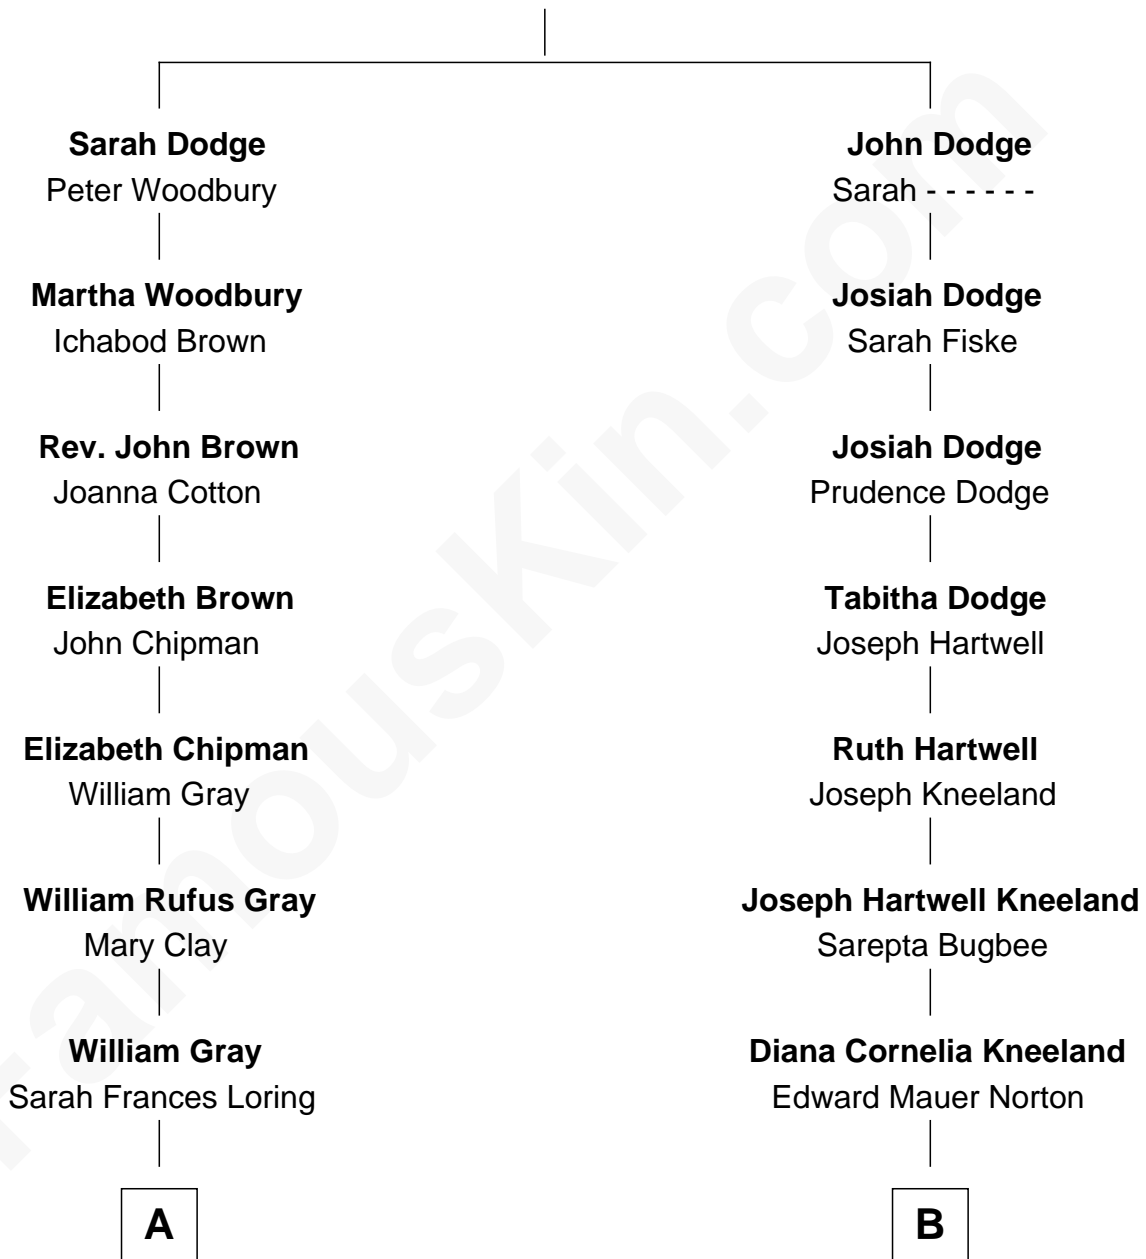 Sarah Dodge
Peter Woodbury
John Dodge
Sarah - - - - - -
Martha Woodbury
Ichabod Brown
Josiah Dodge
Sarah Fiske
Rev. John Brown
Joanna Cotton
Josiah Dodge
Prudence Dodge
Elizabeth Brown
John Chipman
Tabitha Dodge
Joseph Hartwell
Elizabeth Chipman
William Gray
Ruth Hartwell
Joseph Kneeland
William Rufus Gray
Mary Clay
Joseph Hartwell Kneeland
Sarepta Bugbee
William Gray
Sarah Frances Loring
Diana Cornelia Kneeland
Edward Mauer Norton
A
B
famouskin.com